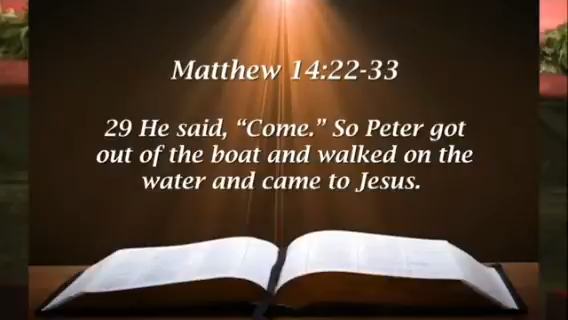 Matthew 14:22-33
29 He said, “Come.” So Peter got
out of the boat and walked on the
water and came to Jesus.